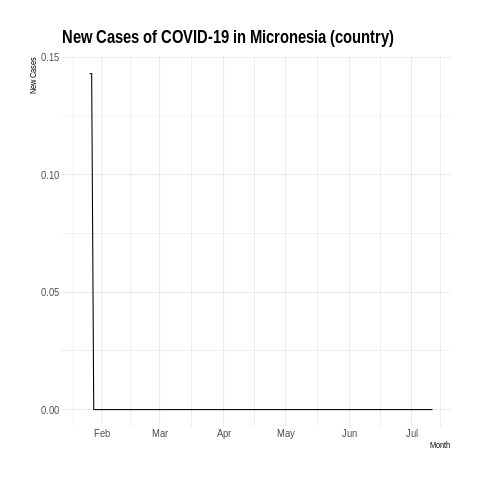 New Cases of COVID-19 in Micronesia (country)
New Cases
0.15
0.10
0.05
0.00
Feb Mar Apr May Jun Jul
Month